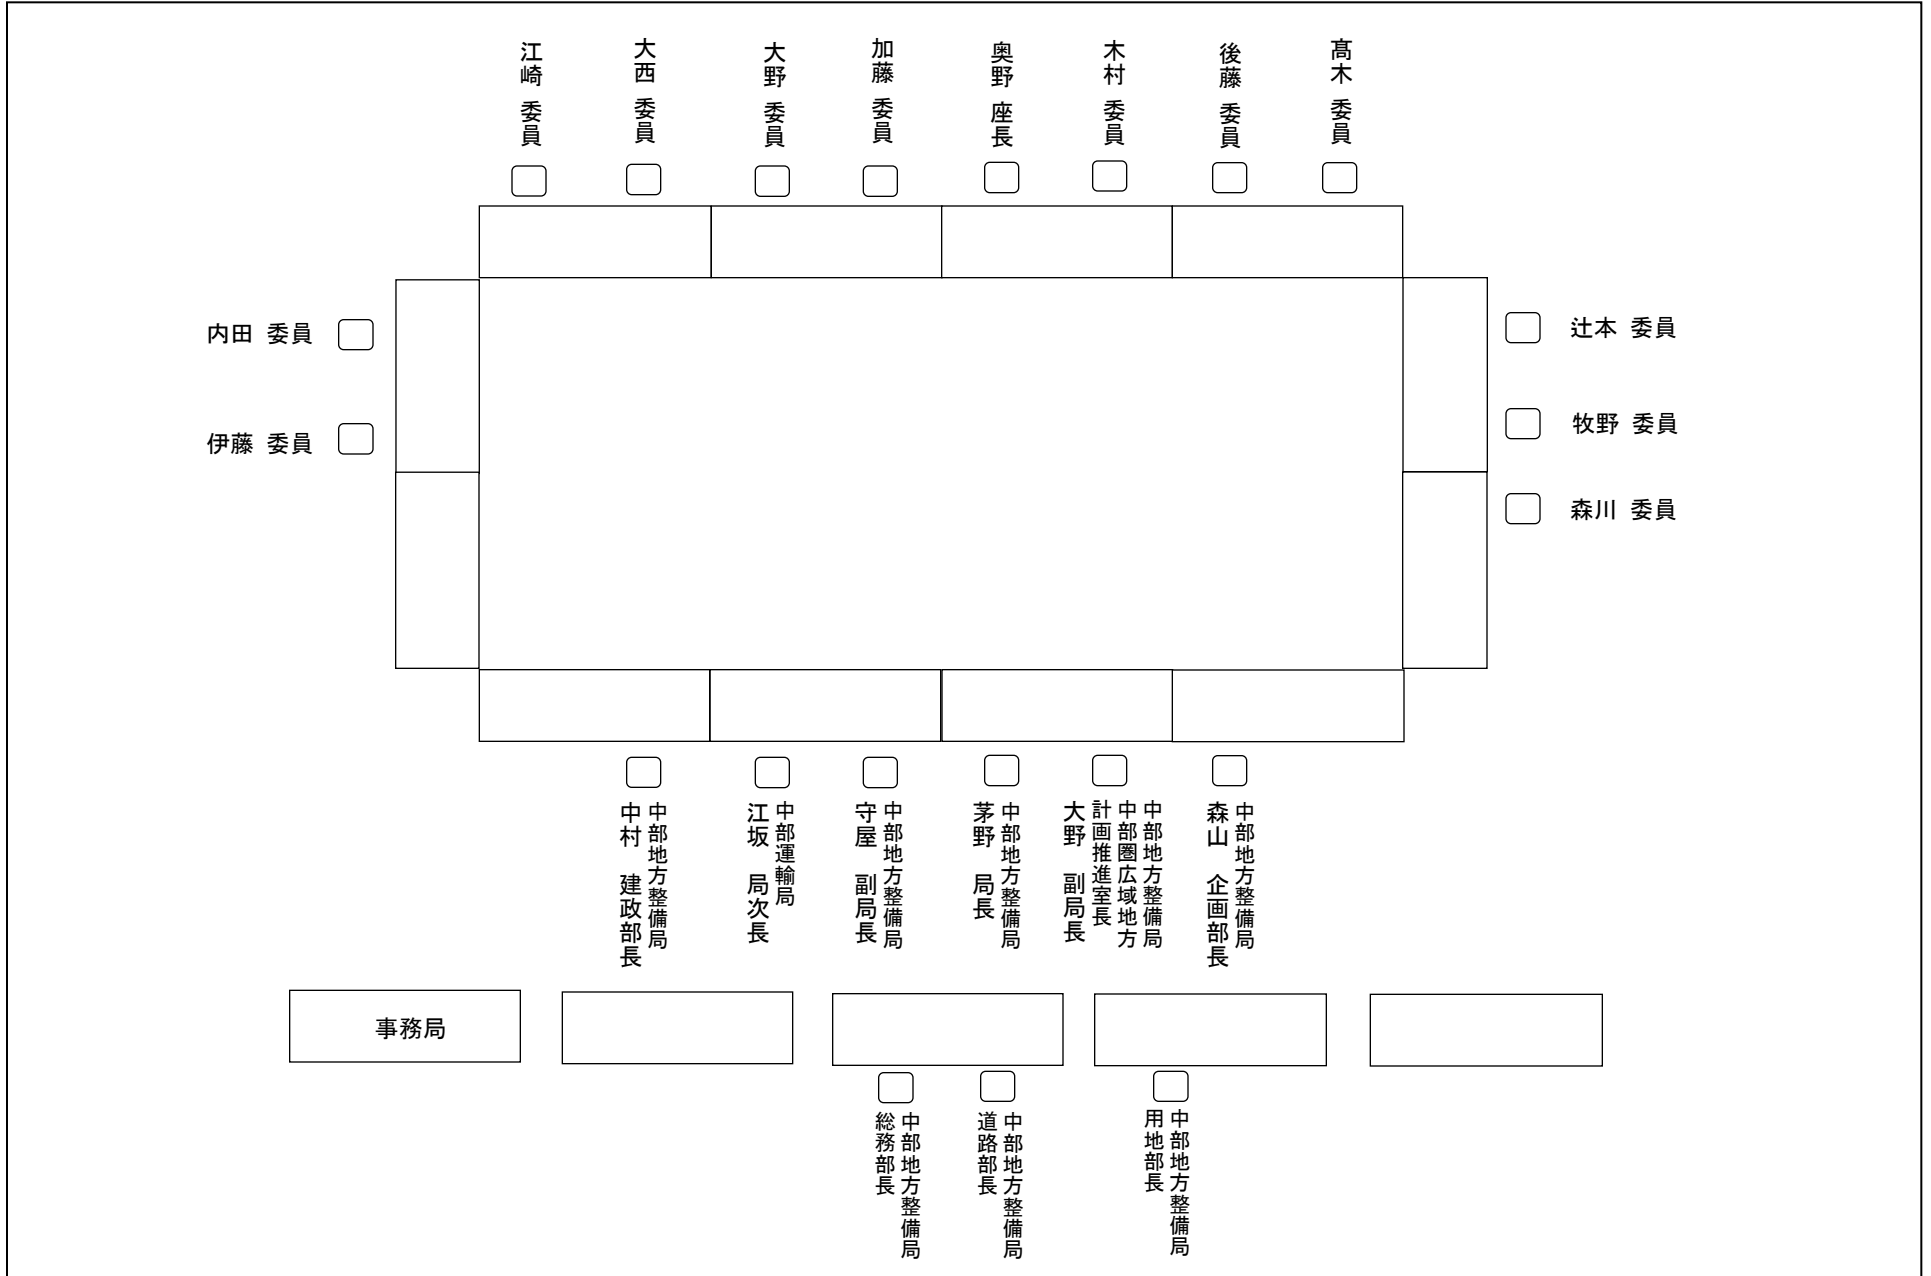 江崎 委員
大西 委員
大野 委員
加藤 委員
奥野 座長
木村 委員
後藤 委員
髙木 委員
内田 委員
伊藤 委員
辻本 委員
牧野 委員
森川 委員
中部地方整備局
中村 建政部長
中部運輸局
江坂 局次長
中部地方整備局
守屋 副局長
中部地方整備局
茅野 局長
中部地方整備局
中部圏広域地方
計画推進室長
大野 副局長
中部地方整備局
森山 企画部長
事務局
中部地方整備局
総務部長
中部地方整備局
道路部長
中部地方整備局
用地部長